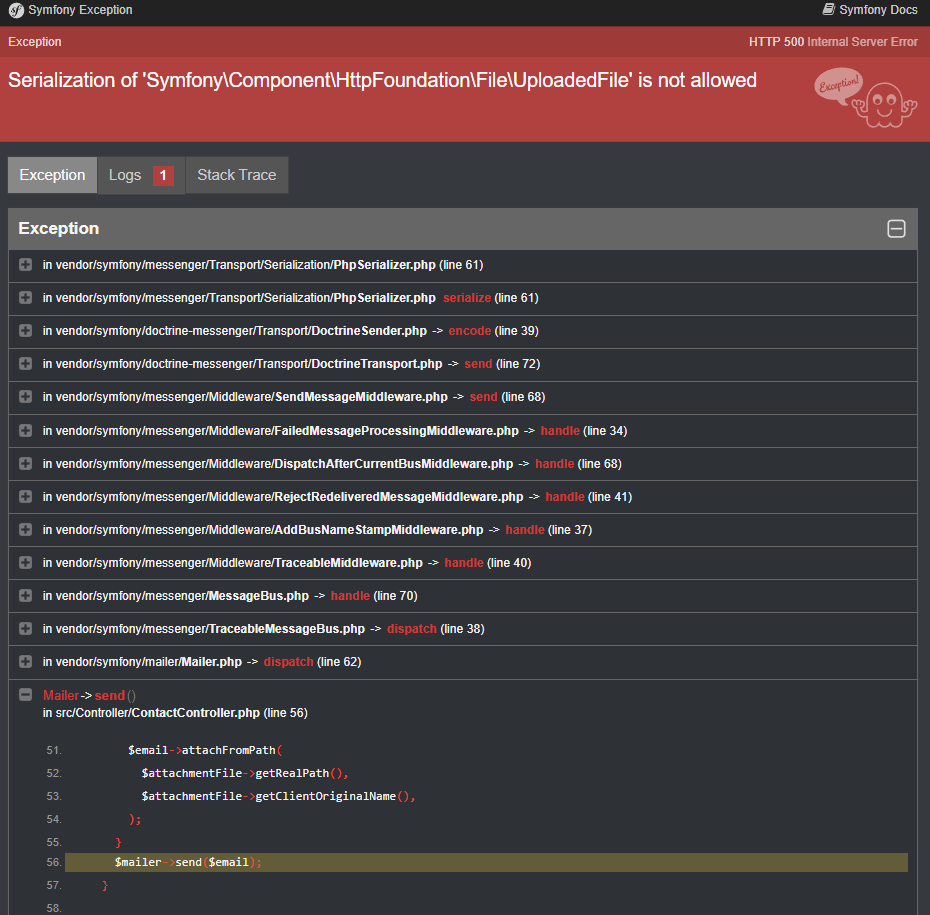 sf Symfony Exception
Symfony Docs
Exception
HTTP 500 Internal Server Error
Serialization of 'Symfony\Component\HttpFoundation\File\UploadedFile' is not allowed
Exception!
Exception
Logs 1
Stack Trace
Exception
in vendor/symfony/messenger/Transport/Serialization/PhpSerializer.php (line 61)
in vendor/symfony/messenger/Transport/Serialization/PhpSerializer.php serialize (line 61)
in vendor/symfony/doctrine-messenger/Transport/DoctrineSender.php -> encode (line 39)
in vendor/symfony/doctrine-messenger/Transport/DoctrineTransport.php -> send (line 72)
in vendor/symfony/messenger/Middleware/SendMessageMiddleware.php -> send (line 68)
in vendor/symfony/messenger/Middleware/FailedMessageProcessingMiddleware.php -> handle (line 34)
in vendor/symfony/messenger/Middleware/DispatchAfterCurrentBusMiddleware.php -> handle (line 68)
in vendor/symfony/messenger/Middleware/RejectRedeliveredMessageMiddleware.php -> handle (line 41)
in vendor/symfony/messenger/Middleware/AddBusNameStampMiddleware.php -> handle (line 37)
in vendor/symfony/messenger/Middleware/TraceableMiddleware.php -> handle (line 40)
in vendor/symfony/messenger/MessageBus.php -> handle (line 70)
in vendor/symfony/messenger/TraceableMessageBus.php -> dispatch (line 38)
in vendor/symfony/mailer/Mailer.php -> dispatch (line 62)
Mailer->send()
in src/Controller/ContactController.php (line 56)
51. $email->attachFromPath(
52. $attachmentFile->getRealPath(),
53. $attachmentFile->getClientOriginalName(),
54. );
55. }
56. $mailer->send($email);
57. }
58.